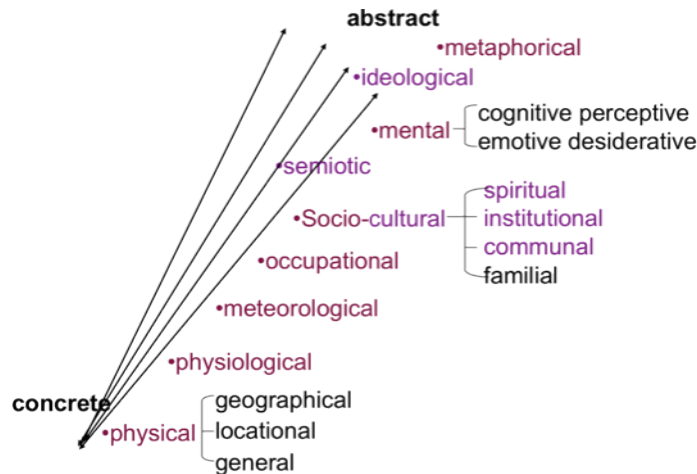 abstract
•metaphorical
•ideological
cognitive perceptive
•mental
emotive desiderative
•semiotic
spiritual
•Socio-cultural
institutional
communal
•occupational
familial
•meteorological
•physiological
concrete
geographical
•physical
locational
general